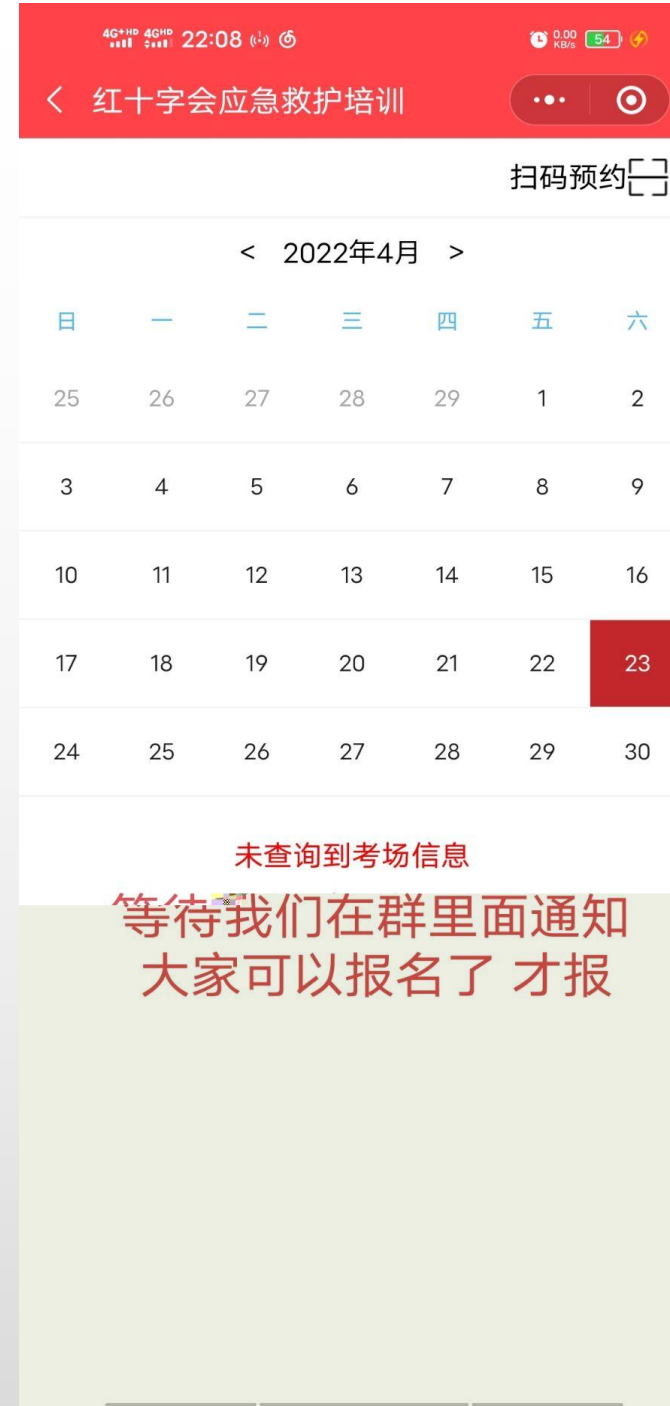 4G+HD 4GHD 22:08 0.00 KB/s 54
< 红十字会应急救护培训
扫码预约
< 2022年4月 >
日 一 二 三 四 五 六
25 26 27 28 29 1 2
3 4 5 6 7 8 9
10 11 12 13 14 15 16
17 18 19 20 21 22 23
24 25 26 27 28 29 30
未查询到考场信息
等待我们在群里面通知
大家可以报名了 才报